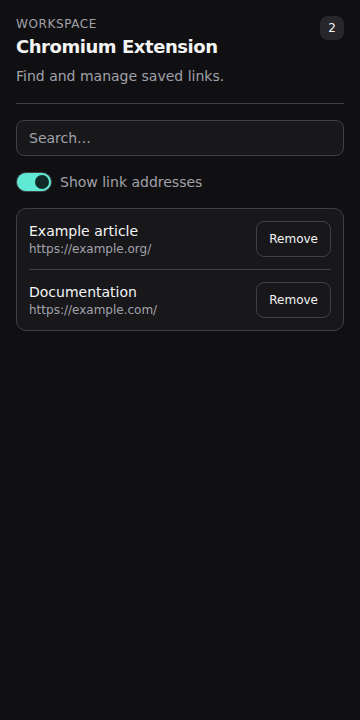 WORKSPACE
2
Chromium Extension
Find and manage saved links.
Search…
Show link addresses
Example article
https://example.org/
Remove
Documentation
https://example.com/
Remove